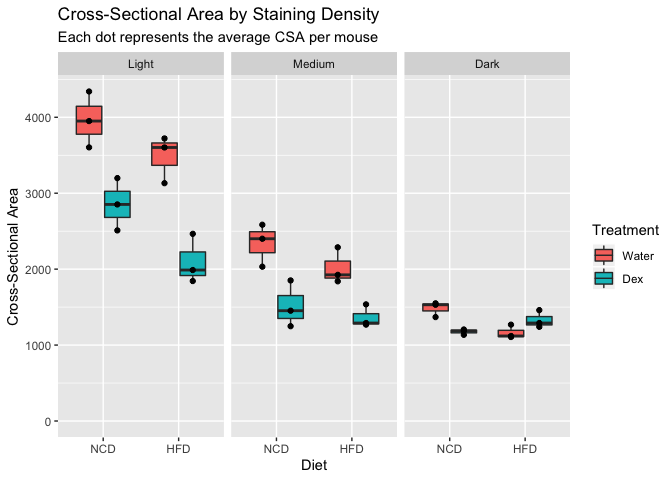 Cross-Sectional Area by Staining Density
Each dot represents the average CSA per mouse
Light Medium Dark
4000
3000
2000
1000
0
Cross-Sectional Area
NCD HFD NCD HFD NCD HFD
Diet
Treatment
Water
Dex